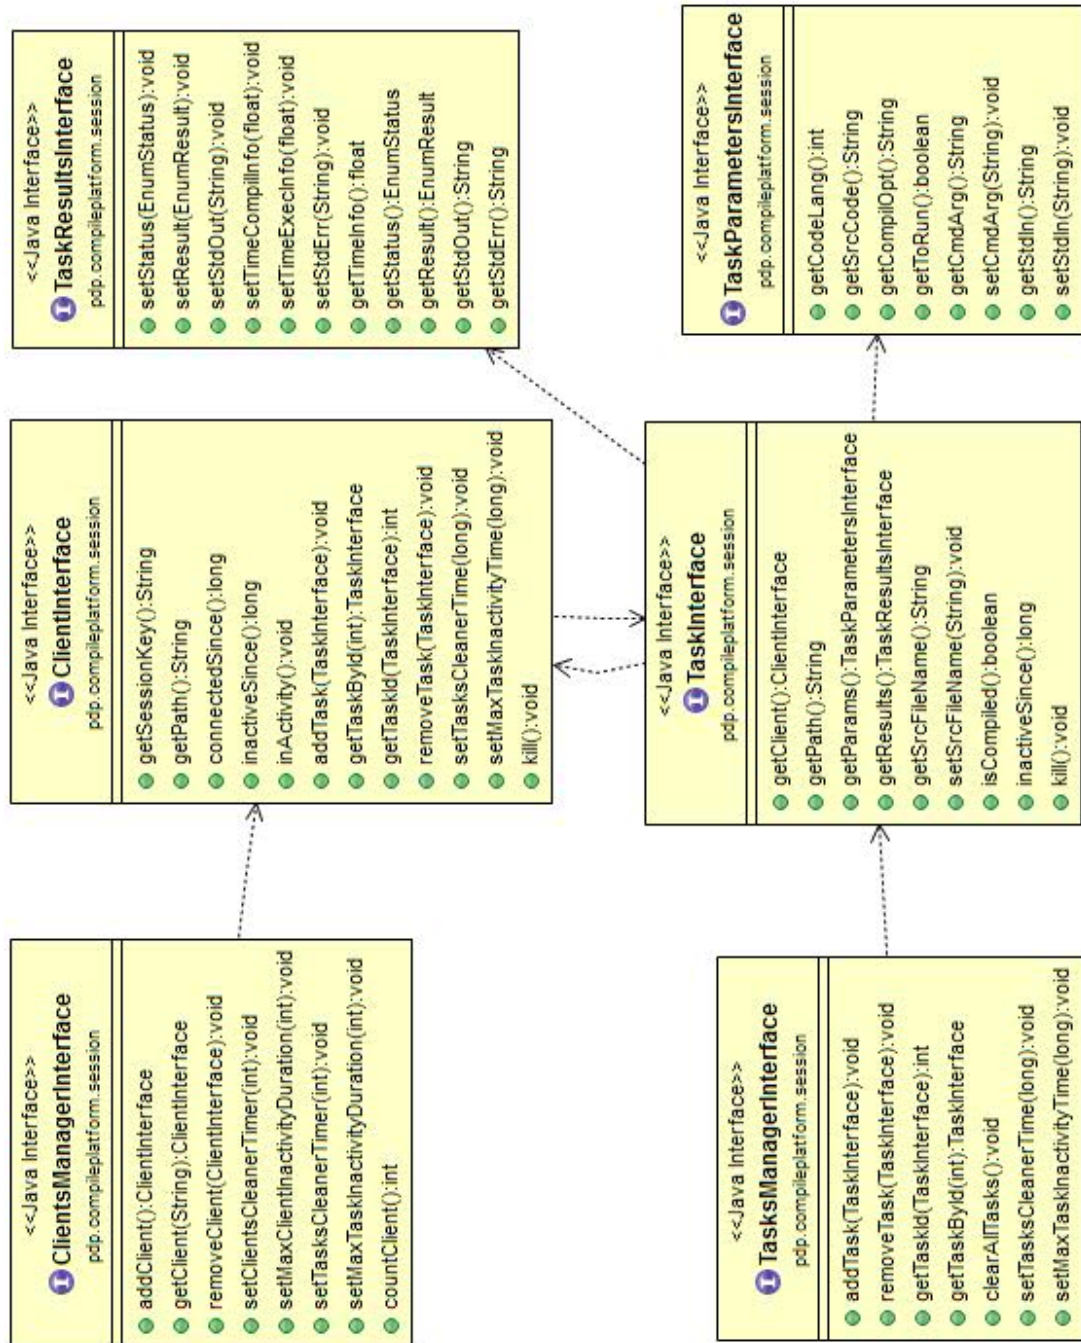 <<Java Interface>>
I ClientsManagerInterface
pdp.compileplatform.session
addClient():ClientInterface
getClient(String):ClientInterface
removeClient(ClientInterface):void
setClientsCleanerTimer(int):void
setMaxClientInactivityDuration(int):void
setTasksCleanerTimer(int):void
setMaxTaskInactivityDuration(int):void
countClient():int
<<Java Interface>>
I ClientInterface
pdp.compileplatform.session
getSessionKey():String
getPath():String
connectedSince():long
inactiveSince():long
inActivity():void
addTask(TaskInterface):void
getTaskById(int):TaskInterface
getTaskId(TaskInterface):int
removeTask(TaskInterface):void
setTasksCleanerTime(long):void
setMaxTaskInactivityTime(long):void
kill():void
<<Java Interface>>
I TaskResultsInterface
pdp.compileplatform.session
setStatus(EnumStatus):void
setResult(EnumResult):void
setStdOut(String):void
setTimeCompilInfo(float):void
setTimeExecInfo(float):void
setStdErr(String):void
getTimeInfo():float
getStatus():EnumStatus
getResult():EnumResult
getStdOut():String
getStdErr():String
<<Java Interface>>
I TasksManagerInterface
pdp.compileplatform.session
addTask(TaskInterface):void
removeTask(TaskInterface):void
getTaskId(TaskInterface):int
getTaskById(int):TaskInterface
clearAllTasks():void
setTasksCleanerTime(long):void
setMaxTaskInactivityTime(long):void
<<Java Interface>>
I TaskInterface
pdp.compileplatform.session
getClient():ClientInterface
getPath():String
getParams():TaskParametersInterface
getResults():TaskResultsInterface
getSrcFileName():String
setSrcFileName(String):void
isCompiled():boolean
inactiveSince():long
kill():void
<<Java Interface>>
I TaskParametersInterface
pdp.compileplatform.session
getCodeLang():int
getSrcCode():String
getCompilOpt():String
getToRun():boolean
getCmdArg():String
setCmdArg(String):void
getStdIn():String
setStdIn(String):void